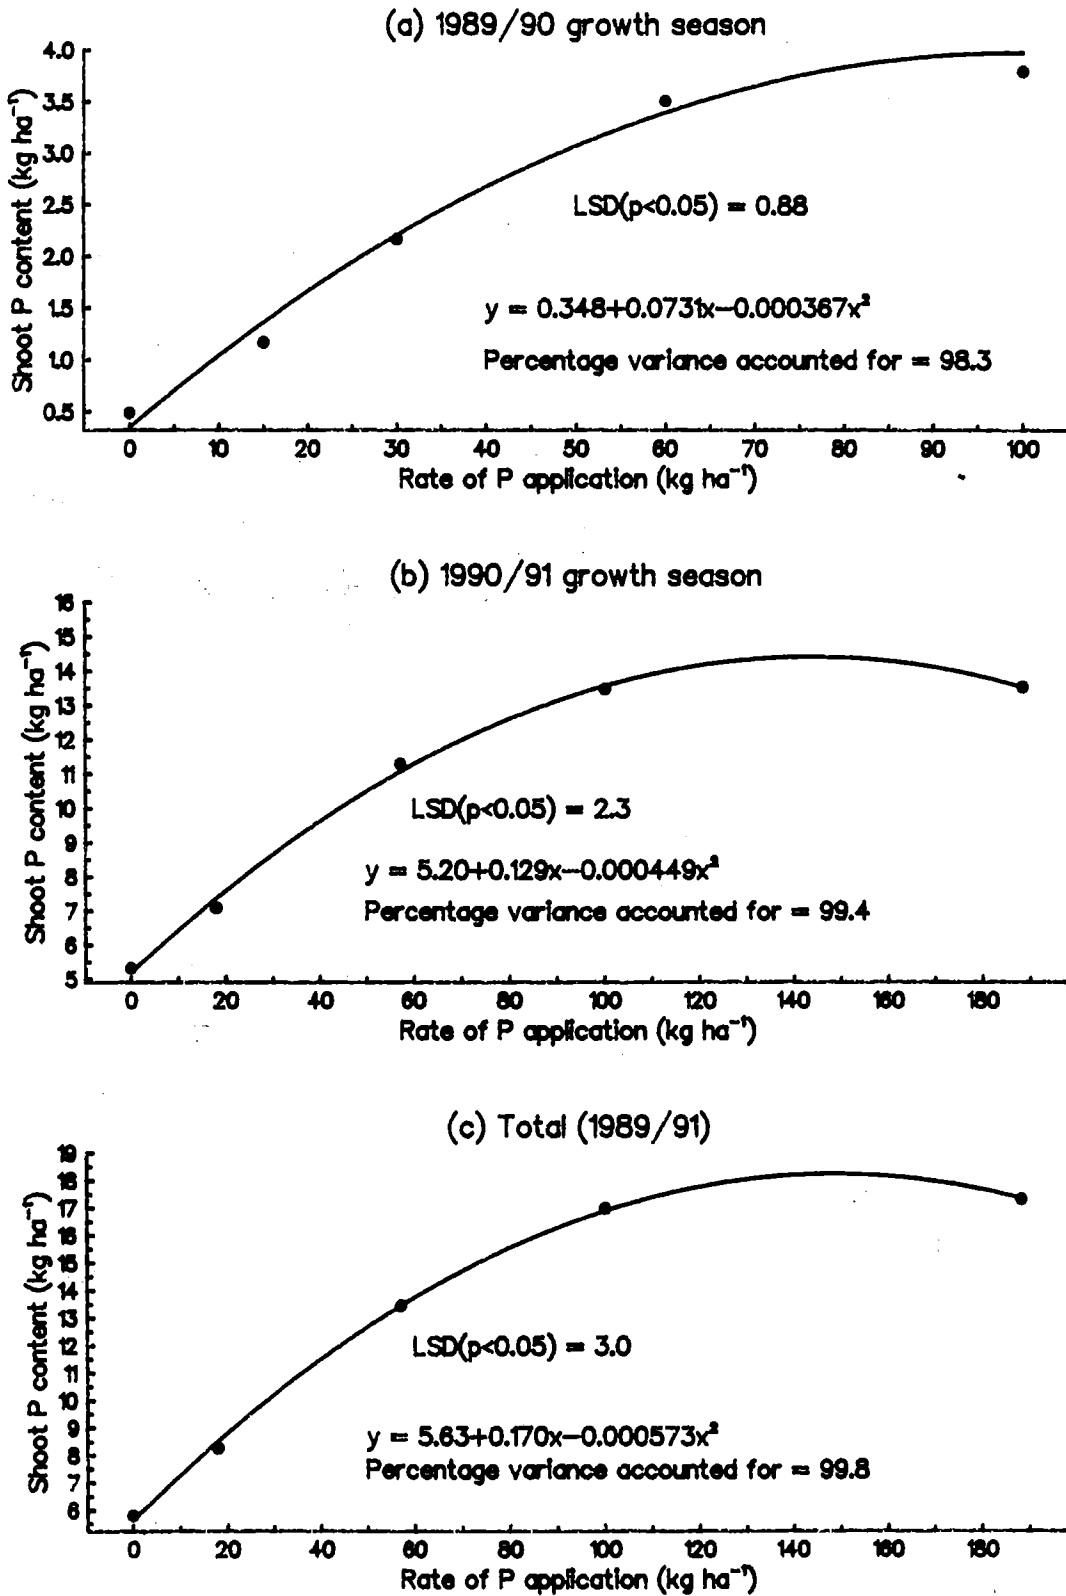 (a) 1989/90 growth season
Shoot P content (kg ha⁻¹)
4.0
3.5
3.0
2.5
2.0
1.5
1.0
0.5
LSD(p<0.05) = 0.88
y = 0.348+0.0731x−0.000367x²
Percentage variance accounted for = 98.3
0 10 20 30 40 50 60 70 80 90 100
Rate of P application (kg ha⁻¹)
(b) 1990/91 growth season
Shoot P content (kg ha⁻¹)
16
15
14
13
12
11
10
9
8
7
6
5
LSD(p<0.05) = 2.3
y = 5.20+0.129x−0.000449x²
Percentage variance accounted for = 99.4
0 20 40 60 80 100 120 140 160 180
Rate of P application (kg ha⁻¹)
(c) Total (1989/91)
Shoot P content (kg ha⁻¹)
19
18
17
16
15
14
13
12
11
10
9
8
7
6
LSD(p<0.05) = 3.0
y = 5.63+0.170x−0.000573x²
Percentage variance accounted for = 99.8
0 20 40 60 80 100 120 140 160 180
Rate of P application (kg ha⁻¹)